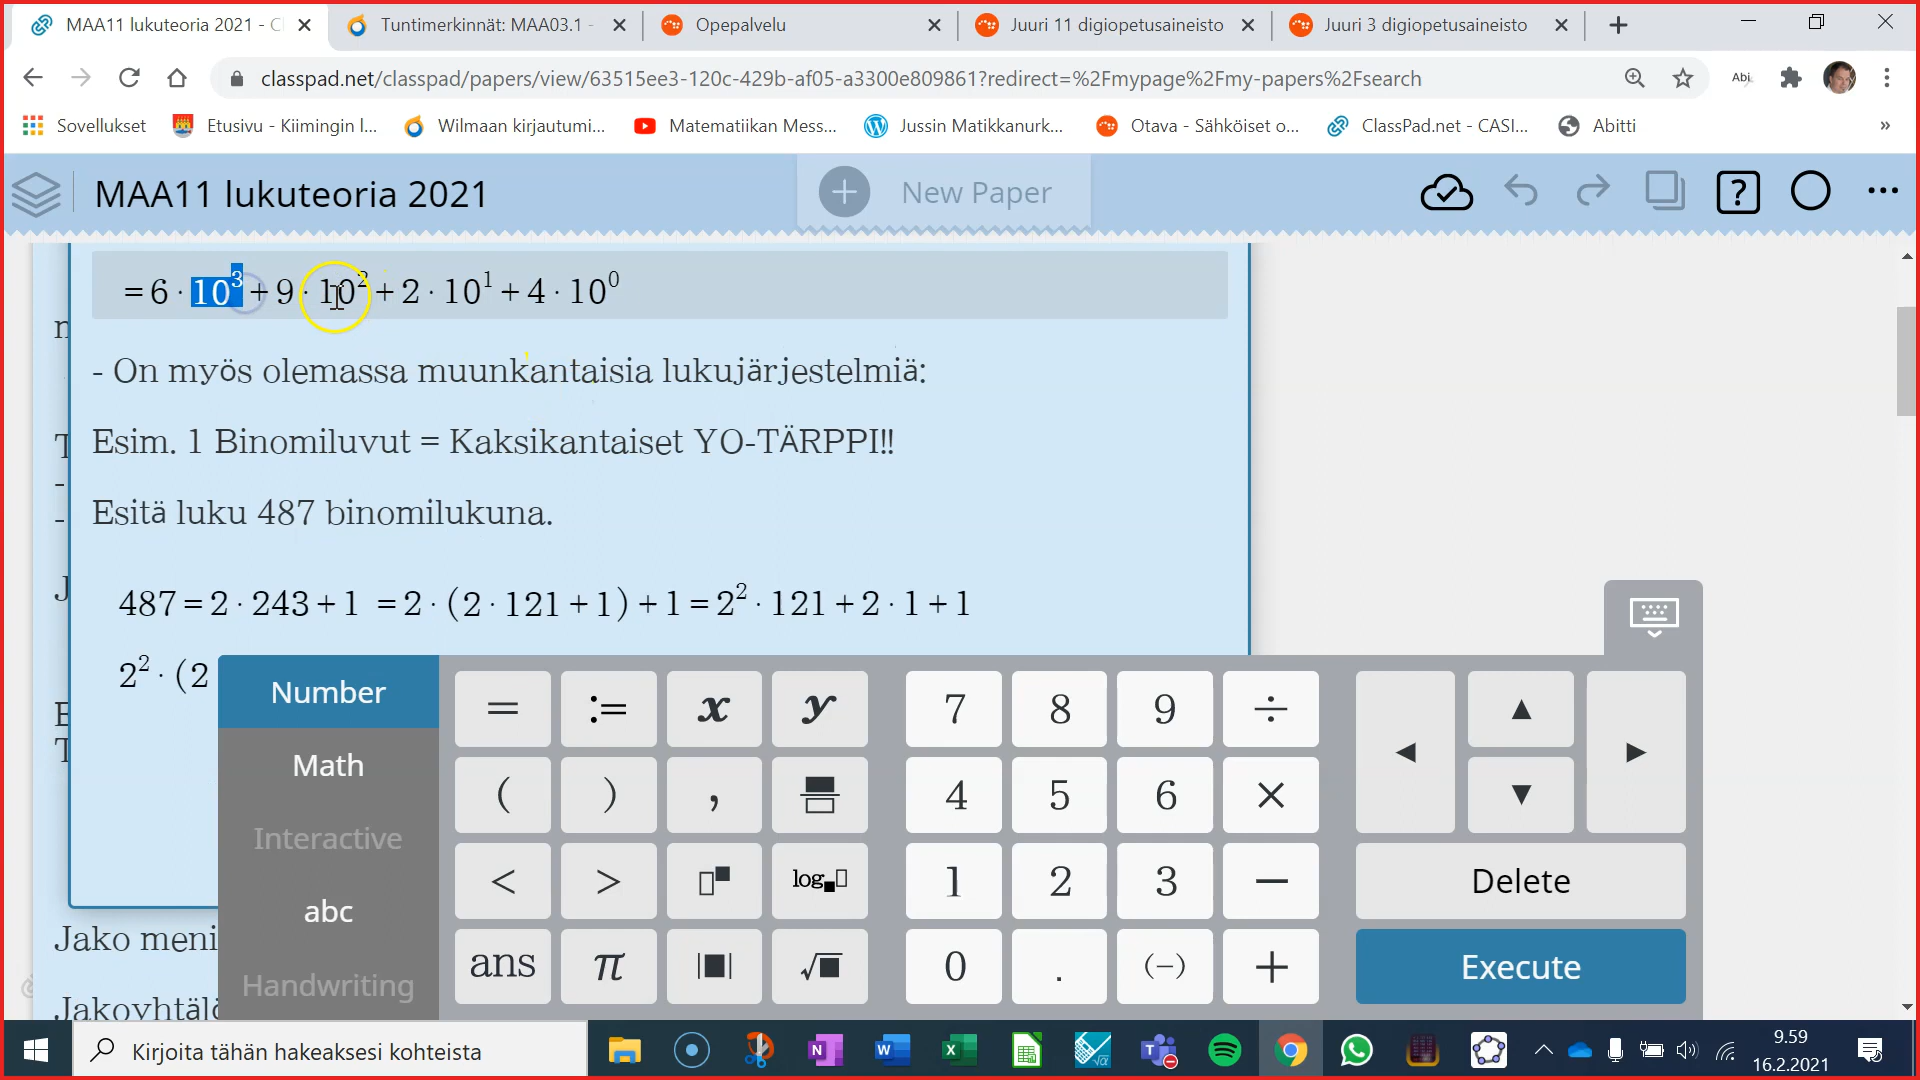 MAA11 lukuteoria 2021 - C
Tuntimerkinnät: MAA03.1 -
Opepalvelu
Juuri 11 digiopetusaineisto
Juuri 3 digiopetusaineisto
classpad.net/classpad/papers/view/63515ee3-120c-429b-af05-a3300e809861?redirect=%2Fmypage%2Fmy-papers%2Fsearch
Abi
Sovellukset
Etusivu - Kiimingin l...
Wilmaan kirjautumi...
Matematiikan Mess...
Jussin Matikkanurk...
Otava - Sähköiset o...
ClassPad.net - CASI...
Abitti
»
MAA11 lukuteoria 2021
New Paper
= 6 · 10³ + 9 · 10² + 2 · 10¹ + 4 · 10⁰
- On myös olemassa muunkantaisia lukujärjestelmiä:
Esim. 1 Binomiluvut = Kaksikantaiset YO-TÄRPPI!!
Esitä luku 487 binomilukuna.
487 = 2 · 243 + 1 = 2 · (2 · 121 + 1) + 1 = 2² · 121 + 2 · 1 + 1
2² · (2
Jako meni
Jakoyhtälö
Number
Math
Interactive
abc
Handwriting
= := x y 7 8 9 ÷
( ) , 4 5 6 ×
< > log 1 2 3 − Delete
ans π 0 . (−) + Execute
Kirjoita tähän hakeaksesi kohteista
9.59
16.2.2021